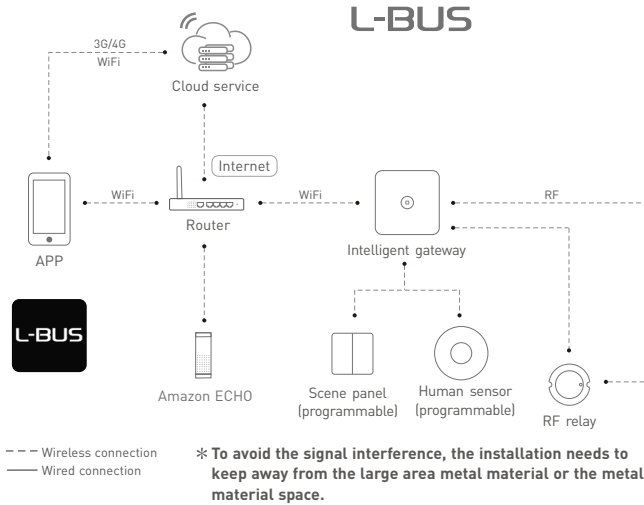 L-BUS
3G/4G
WiFi
Cloud service
Internet
WiFi
WiFi
RF
Router
Intelligent gateway
APP
L-BUS
Amazon ECHO
Scene panel
(programmable)
Human sensor
(programmable)
RF relay
Wireless connection
Wired connection
* To avoid the signal interference, the installation needs to
keep away from the large area metal material or the metal
material space.